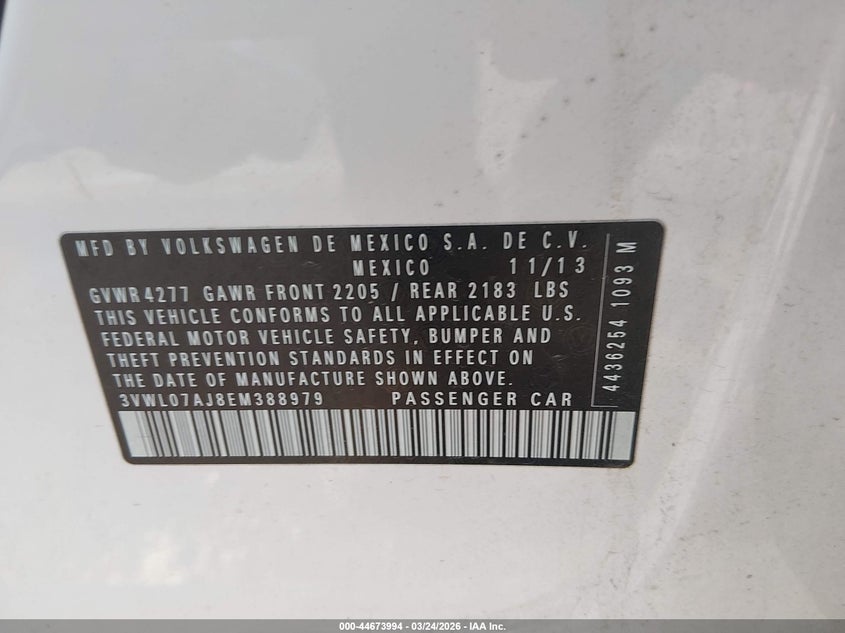 MFD BY VOLKSWAGEN DE MEXICO S.A. DE C.V.
MEXICO 11/13
GVWR 4277 GAWR FRONT 2205 / REAR 2183 LBS
THIS VEHICLE CONFORMS TO ALL APPLICABLE U.S.
FEDERAL MOTOR VEHICLE SAFETY, BUMPER AND
THEFT PREVENTION STANDARDS IN EFFECT ON
THE DATE OF MANUFACTURE SHOWN ABOVE.
3VWL07AJ8EM388979 PASSENGER CAR
4436254 1093 M
000-44673994 - 03/24/2026 - IAA Inc.